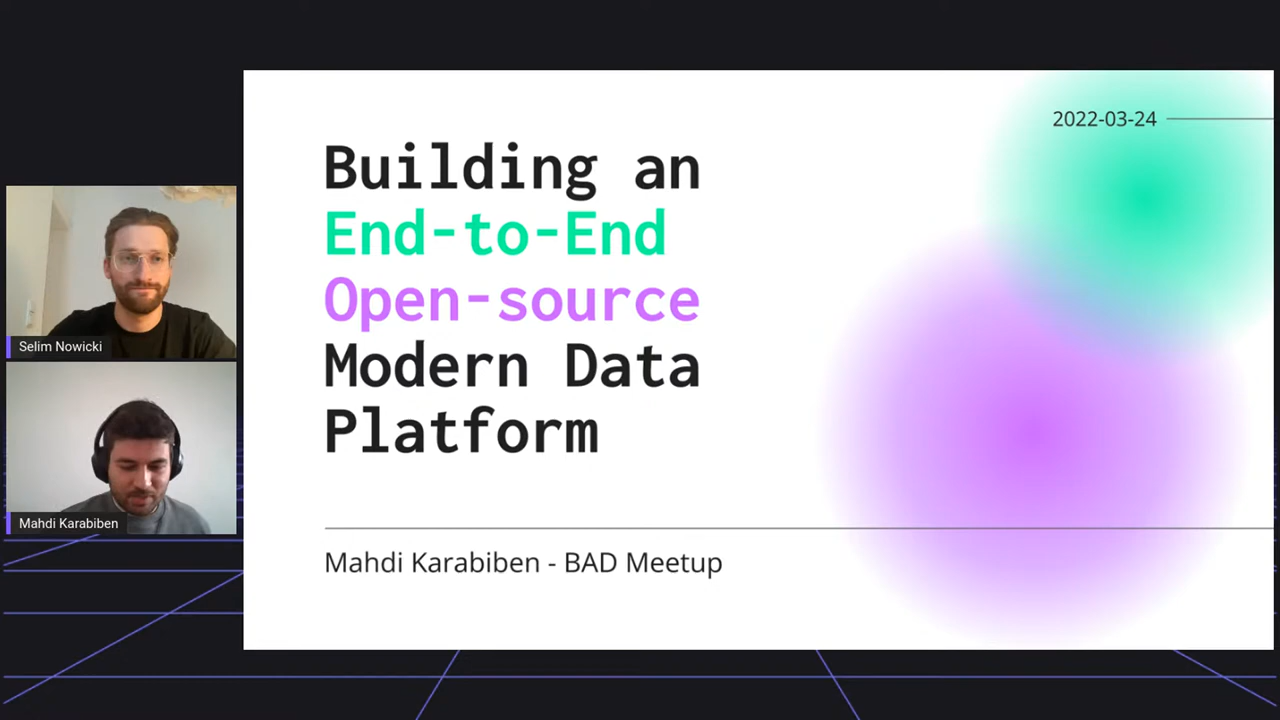 2022-03-24
Building an
End-to-End
Open-source
Modern Data
Platform
Mahdi Karabiben - BAD Meetup
Selim Nowicki
Mahdi Karabiben